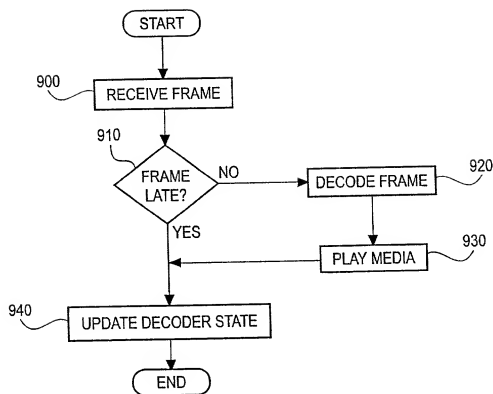 START
900
RECEIVE FRAME
910
FRAME
LATE?
NO
DECODE FRAME
920
YES
PLAY MEDIA
930
940
UPDATE DECODER STATE
END